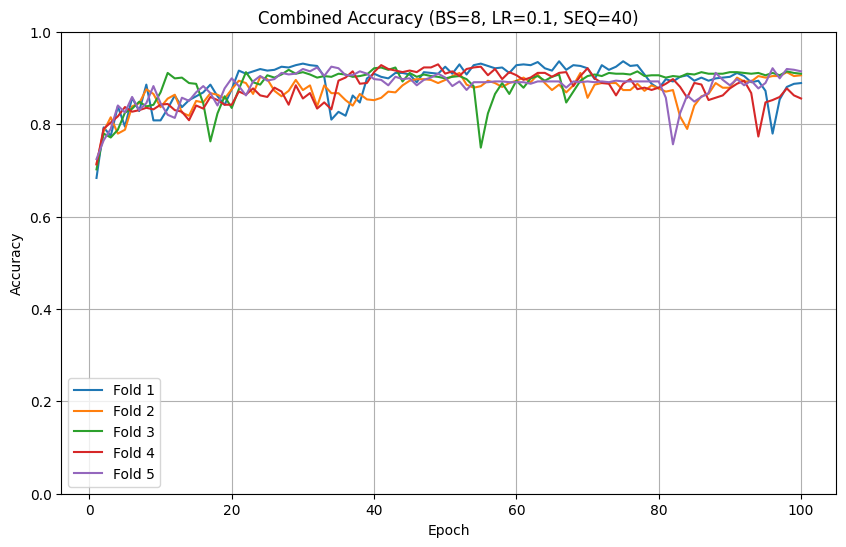 Combined Accuracy (BS=8, LR=0.1, SEQ=40)
1.0
0.8
0.6
0.4
0.2
0.0
Accuracy
Fold 1
Fold 2
Fold 3
Fold 4
Fold 5
0 20 40 60 80 100
Epoch